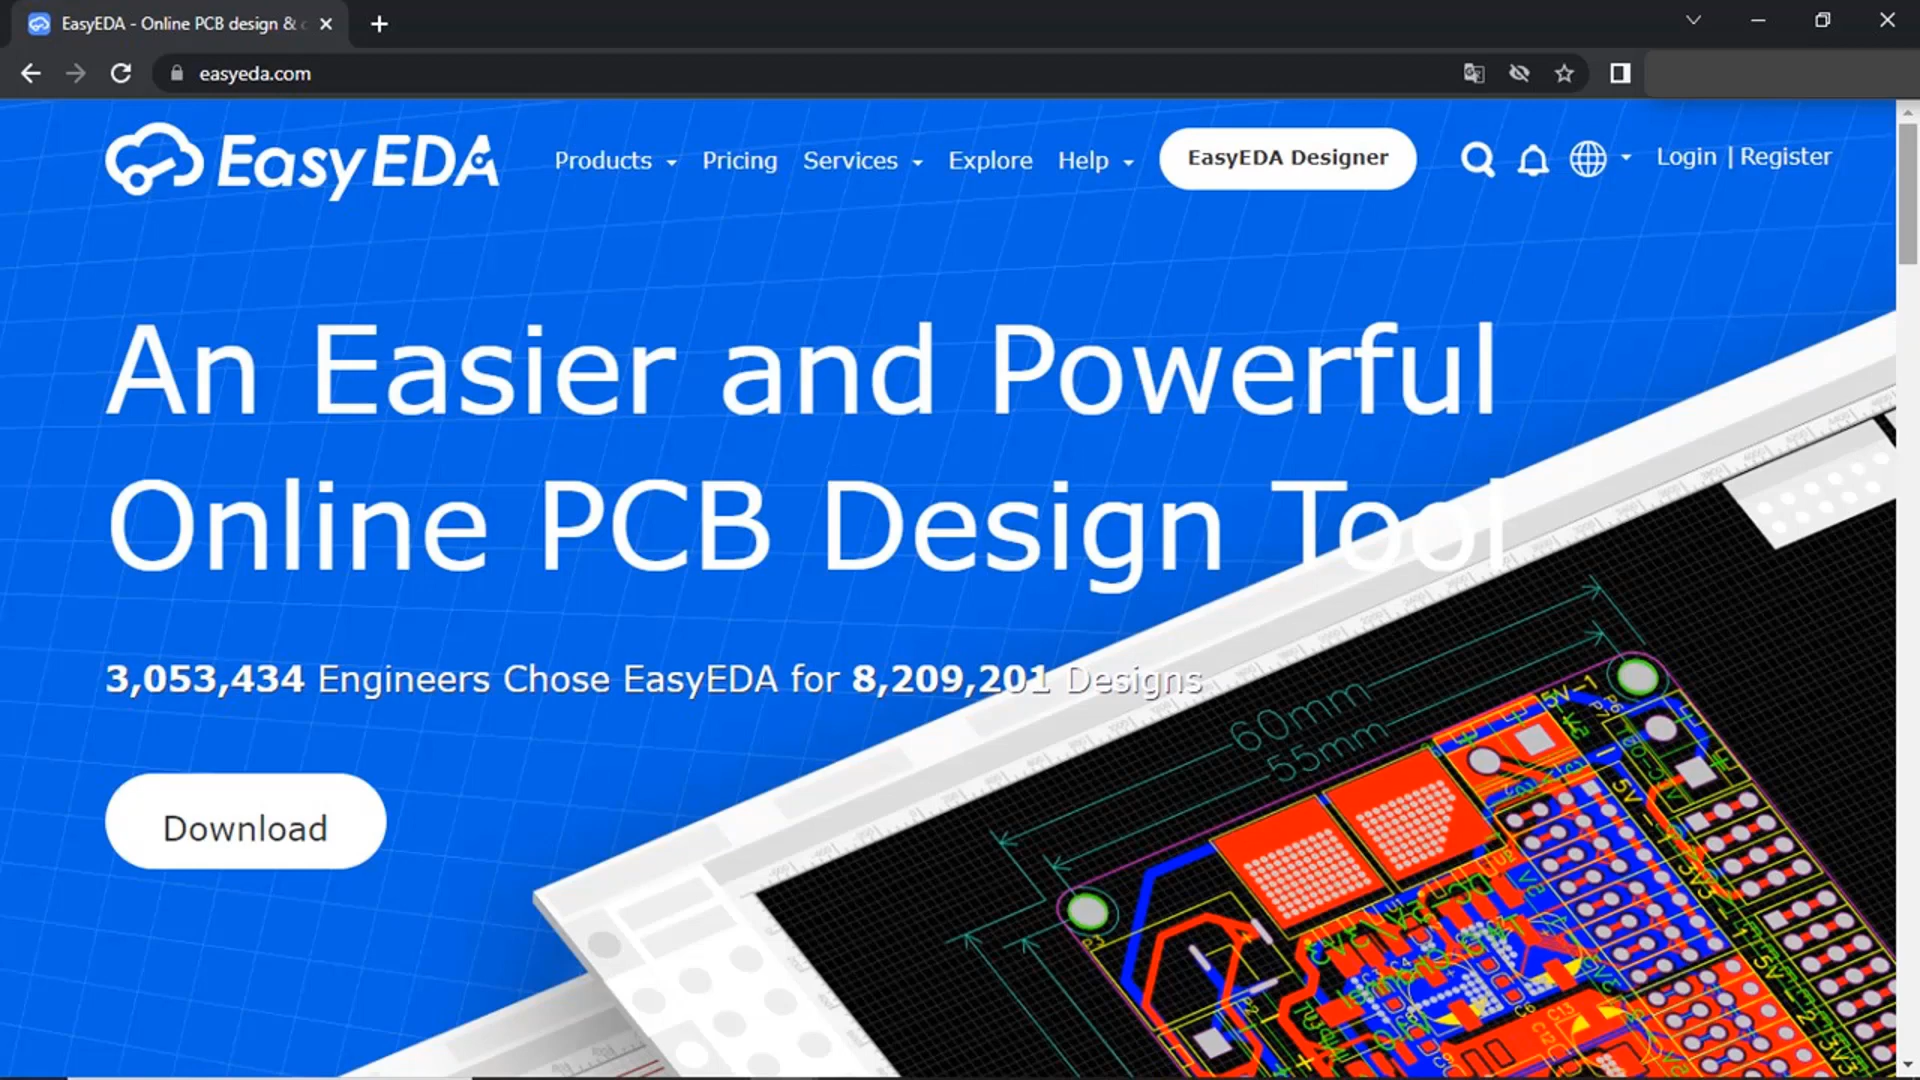 EasyEDA - Online PCB design &
easyeda.com
EasyEDA
Products
Pricing
Services
Explore
Help
EasyEDA Designer
Login | Register
An Easier and Powerful
Online PCB Design Tool
3,053,434 Engineers Chose EasyEDA for 8,209,201 Designs
Download
60mm
55mm
5V_1